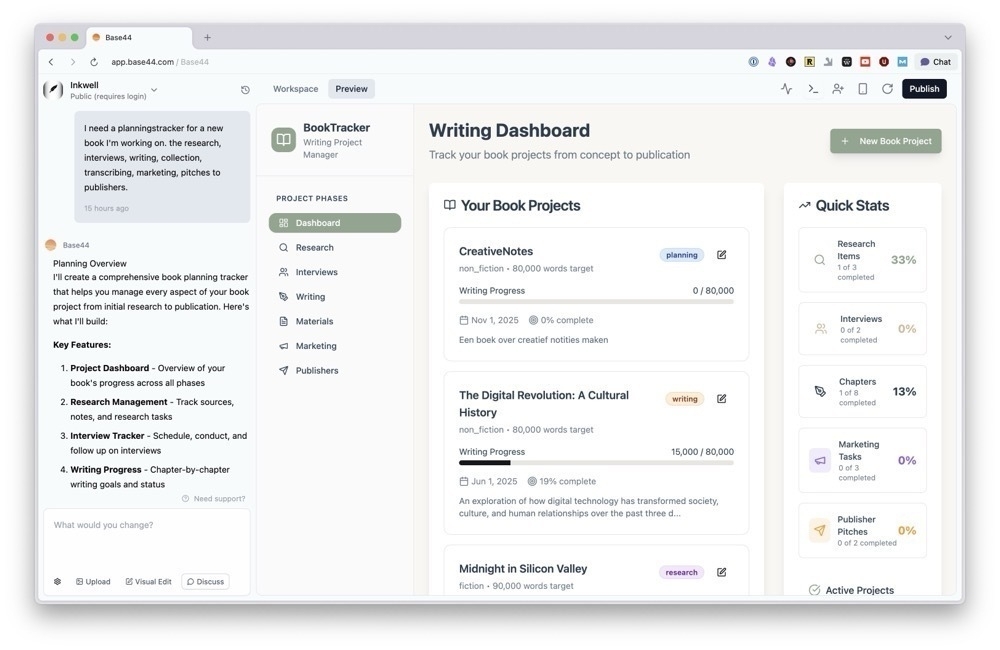 Base44
app.base44.com / Base44
Chat
Inkwell
Public (requires login)
Workspace
Preview
Publish
I need a planningstracker for a new
book I'm working on. the research,
interviews, writing, collection,
transcribing, marketing, pitches to
publishers.
15 hours ago
Base44
Planning Overview
I'll create a comprehensive book planning tracker
that helps you manage every aspect of your book
project from initial research to publication. Here's
what I'll build:
Key Features:
1. Project Dashboard - Overview of your
book's progress across all phases
2. Research Management - Track sources,
notes, and research tasks
3. Interview Tracker - Schedule, conduct, and
follow up on interviews
4. Writing Progress - Chapter-by-chapter
writing goals and status
Need support?
What would you change?
Upload
Visual Edit
Discuss
BookTracker
Writing Project
Manager
PROJECT PHASES
Dashboard
Research
Interviews
Writing
Materials
Marketing
Publishers
Writing Dashboard
Track your book projects from concept to publication
+ New Book Project
Your Book Projects
CreativeNotes
planning
non_fiction • 80,000 words target
Writing Progress 0 / 80,000
Nov 1, 2025 0% complete
Een boek over creatief notities maken
The Digital Revolution: A Cultural
History
writing
non_fiction • 80,000 words target
Writing Progress 15,000 / 80,000
Jun 1, 2025 19% complete
An exploration of how digital technology has transformed society,
culture, and human relationships over the past three d...
Midnight in Silicon Valley
research
fiction • 90,000 words target
Quick Stats
Research
Items
1 of 3
completed
33%
Interviews
0 of 2
completed
0%
Chapters
1 of 8
completed
13%
Marketing
Tasks
0 of 3
completed
0%
Publisher
Pitches
0 of 2 completed
0%
Active Projects